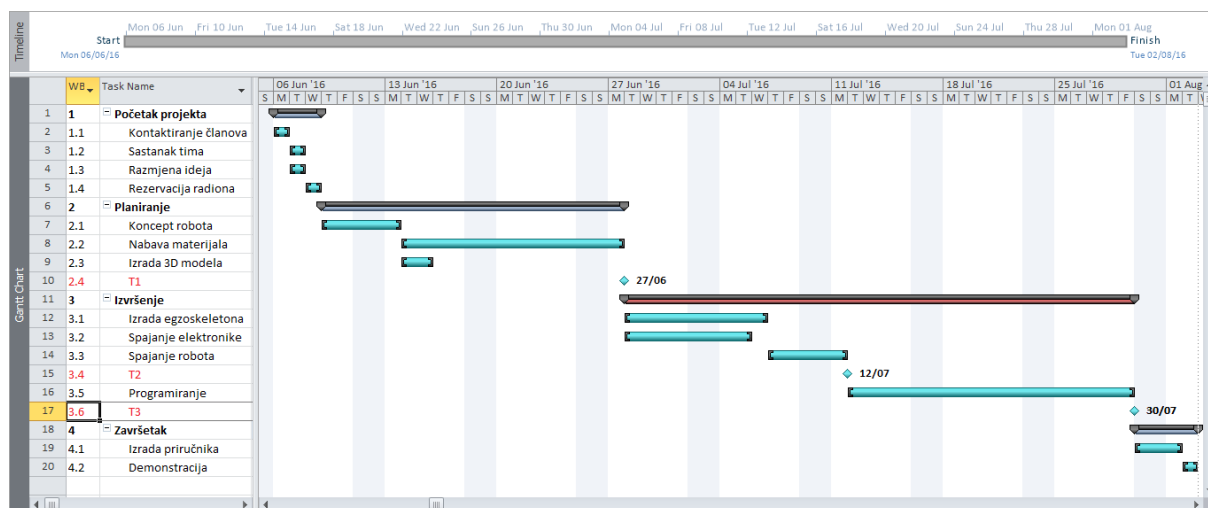 Timeline
Mon 06 Jun Fri 10 Jun Tue 14 Jun Sat 18 Jun Wed 22 Jun Sun 26 Jun Thu 30 Jun Mon 04 Jul Fri 08 Jul Tue 12 Jul Sat 16 Jul Wed 20 Jul Sun 24 Jul Thu 28 Jul Mon 01 Aug
Start Finish
Mon 06/06/16 Tue 02/08/16
Gantt Chart
WB Task Name 06 Jun '16 13 Jun '16 20 Jun '16 27 Jun '16 04 Jul '16 11 Jul '16 18 Jul '16 25 Jul '16 01 Aug
S M T W T F S S M T W T F S S M T W T F S S M T W T F S S M T W T F S S M T W T F S S M T W T F S S M T W T F S S M T
1 1 Početak projekta
2 1.1 Kontaktiranje članova
3 1.2 Sastanak tima
4 1.3 Razmjena ideja
5 1.4 Rezervacija radiona
6 2 Planiranje
7 2.1 Koncept robota
8 2.2 Nabava materijala
9 2.3 Izrada 3D modela
10 2.4 T1 27/06
11 3 Izvršenje
12 3.1 Izrada egzoskeletona
13 3.2 Spajanje elektronike
14 3.3 Spajanje robota
15 3.4 T2 12/07
16 3.5 Programiranje
17 3.6 T3 30/07
18 4 Završetak
19 4.1 Izrada priručnika
20 4.2 Demonstracija